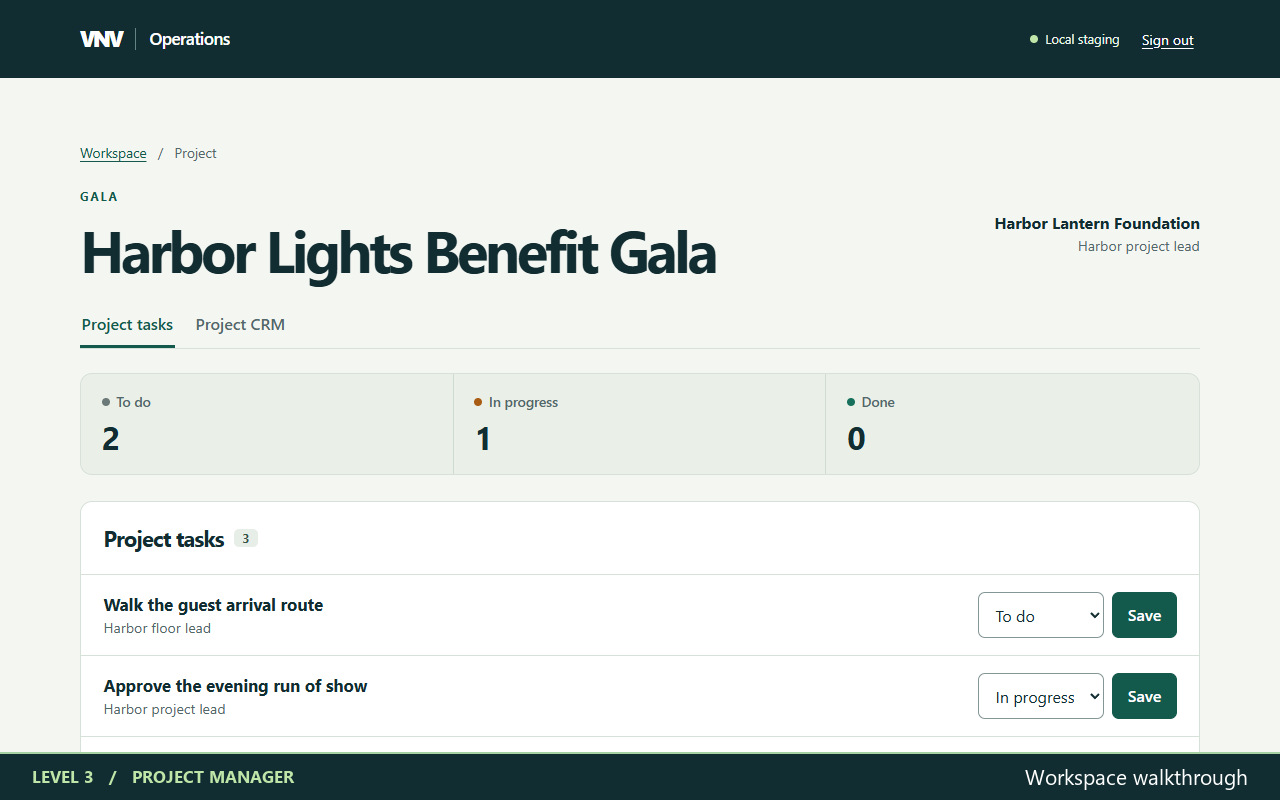 VNV Operations
Local staging Sign out
Workspace / Project
GALA
Harbor Lights Benefit Gala
Harbor Lantern Foundation
Harbor project lead
Project tasks Project CRM
To do In progress Done
2 1 0
Project tasks 3
Walk the guest arrival route
Harbor floor lead
To do Save
Approve the evening run of show
Harbor project lead
In progress Save
LEVEL 3 / PROJECT MANAGER Workspace walkthrough